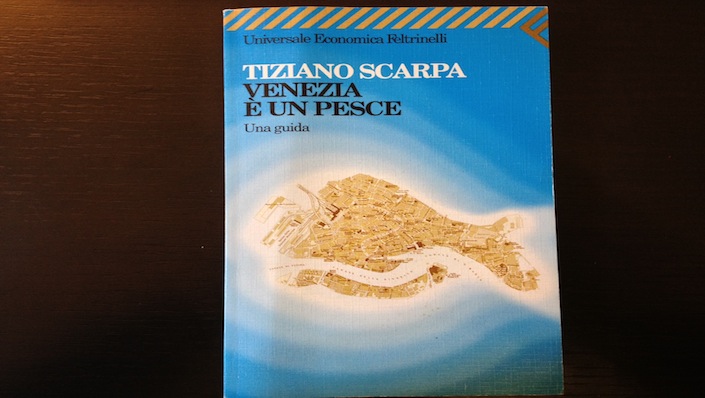 Universale Economica Feltrinelli
TIZIANO SCARPA
VENEZIA
È UN PESCE
Una guida